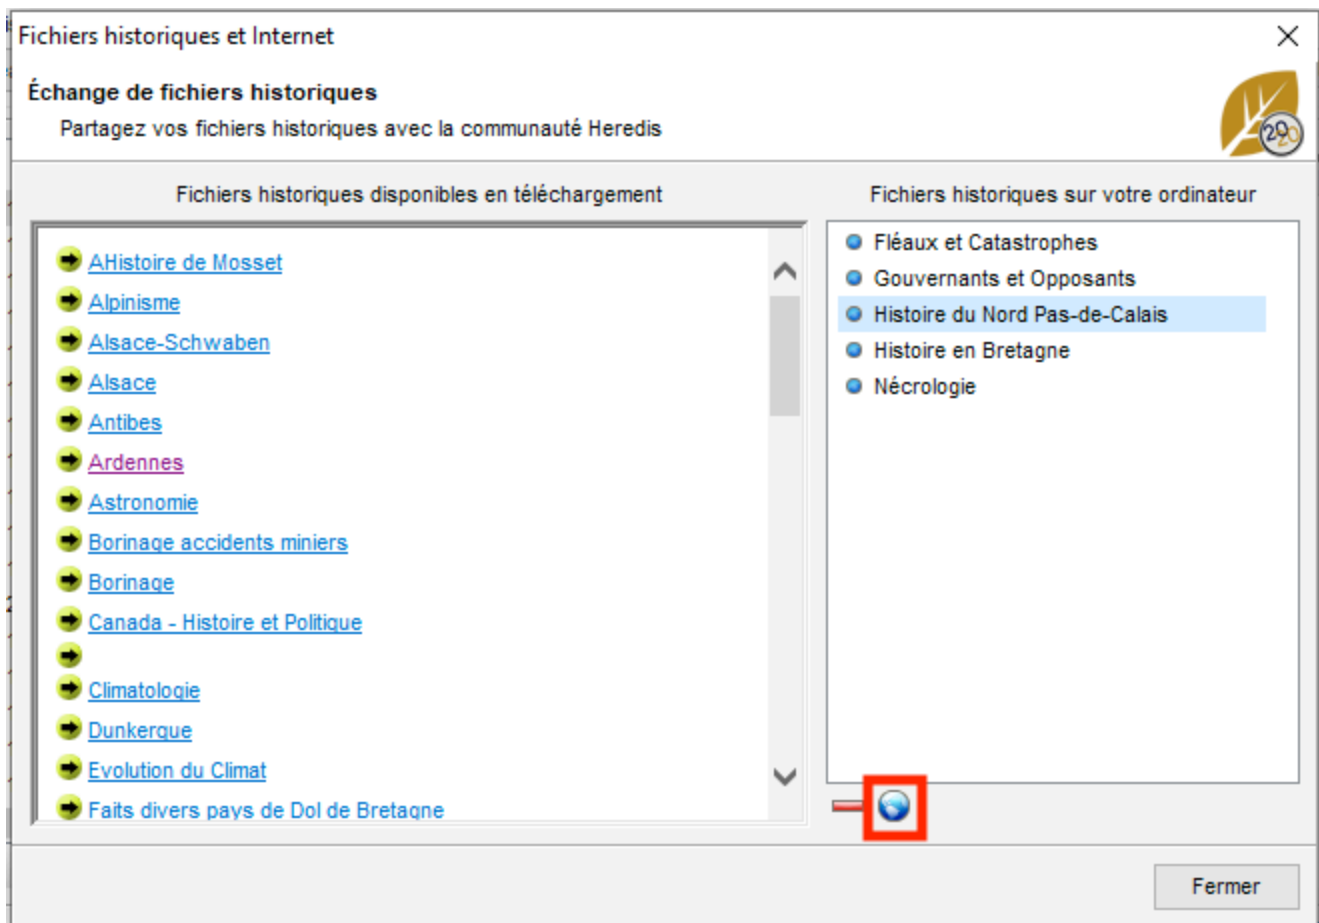 Fichiers historiques et Internet
Échange de fichiers historiques
Partagez vos fichiers historiques avec la communauté Heredis
2020
Fichiers historiques disponibles en téléchargement
AHistoire de Mosset
Alpinisme
Alsace-Schwaben
Alsace
Antibes
Ardennes
Astronomie
Borinage accidents miniers
Borinage
Canada - Histoire et Politique
Climatologie
Dunkerque
Evolution du Climat
Faits divers pays de Dol de Bretagne
Fichiers historiques sur votre ordinateur
Fléaux et Catastrophes
Gouvernants et Opposants
Histoire du Nord Pas-de-Calais
Histoire en Bretagne
Nécrologie
Fermer